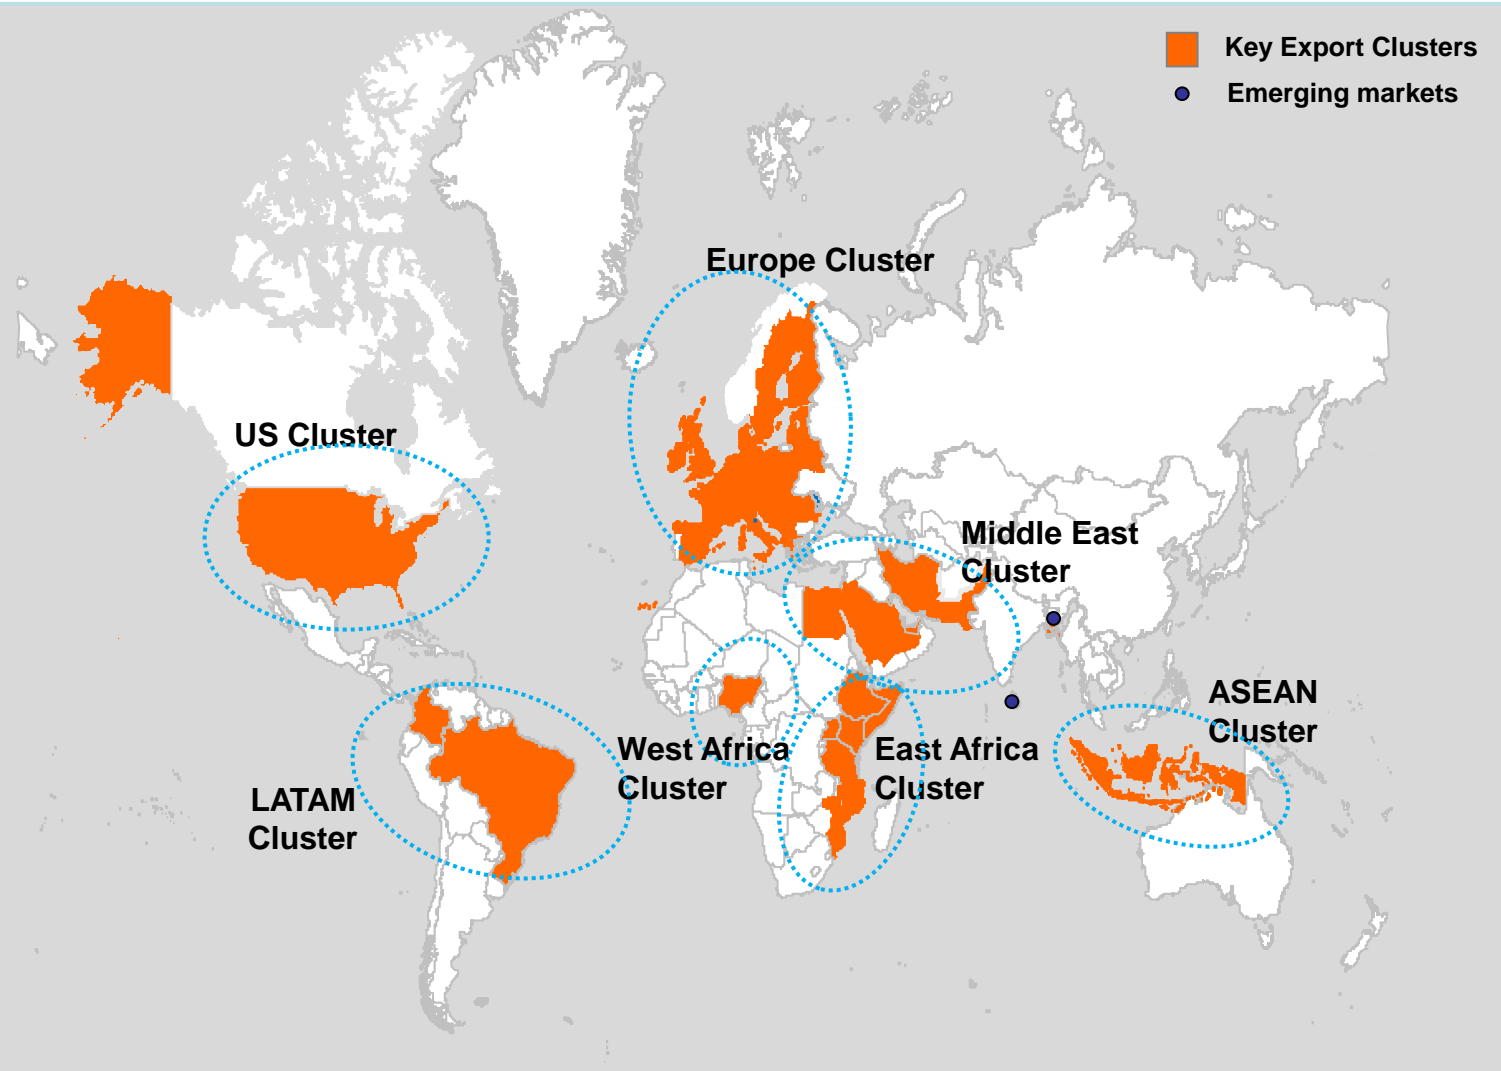 Key Export Clusters
Emerging markets
Europe Cluster
US Cluster
Middle East
Cluster
ASEAN
Cluster
West Africa
Cluster
East Africa
Cluster
LATAM
Cluster